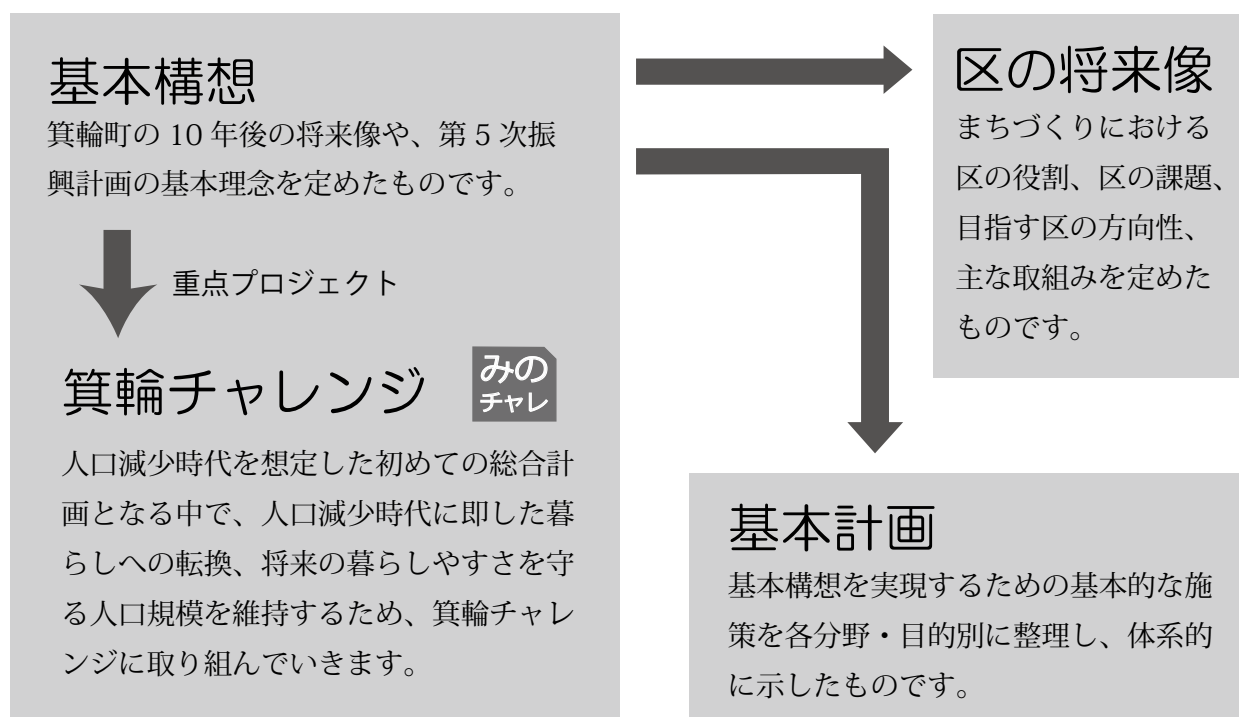 基本構想
箕輪町の 10 年後の将来像や、第 5 次振
興計画の基本理念を定めたものです。
重点プロジェクト
箕輪チャレンジ
みの
チャレ
人口減少時代を想定した初めての総合計
画となる中で、人口減少時代に即した暮
らしへの転換、将来の暮らしやすさを守
る人口規模を維持するため、箕輪チャレ
ンジに取り組んでいきます。
区の将来像
まちづくりにおける
区の役割、区の課題、
目指す区の方向性、
主な取組みを定めた
ものです。
基本計画
基本構想を実現するための基本的な施
策を各分野・目的別に整理し、体系的
に示したものです。